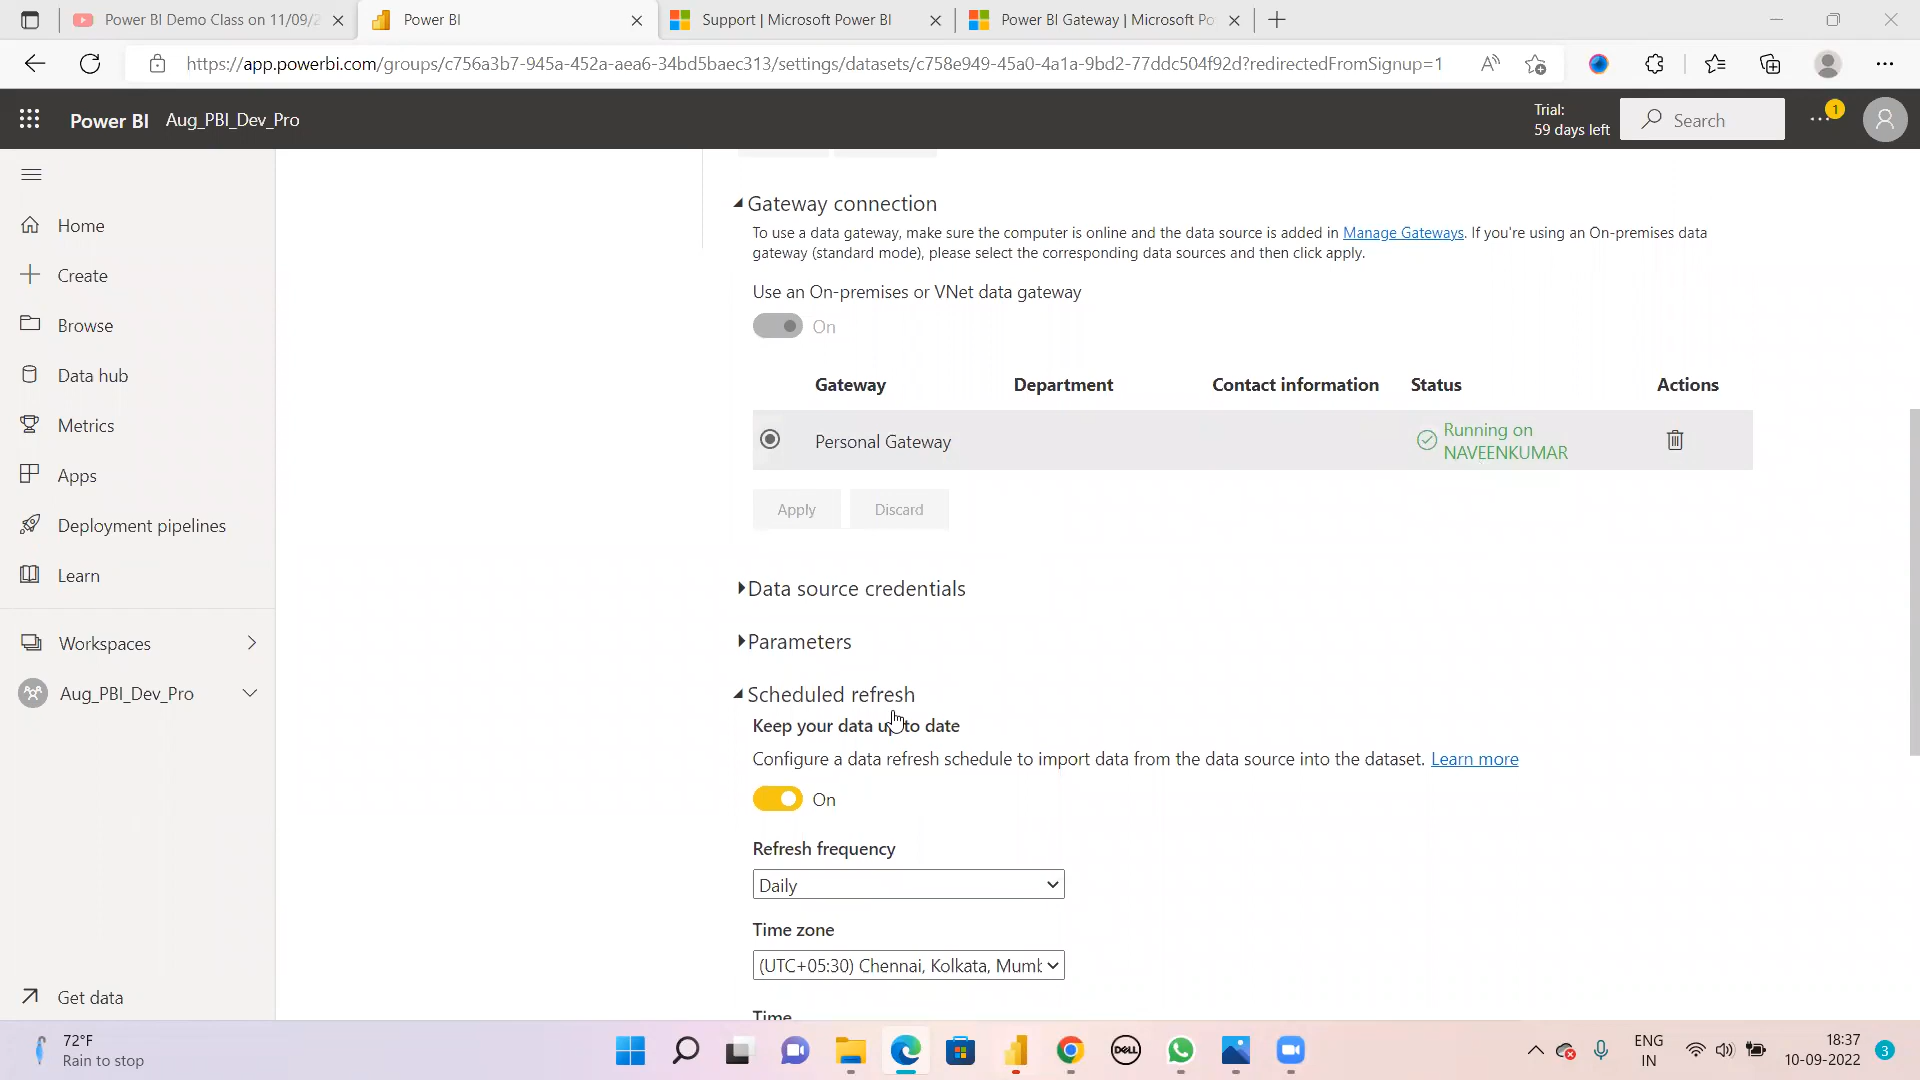 Power BI Demo Class on 11/09/2
Power BI
Support | Microsoft Power BI
Power BI Gateway | Microsoft Po
https://app.powerbi.com/groups/c756a3b7-945a-452a-aea6-34bd5baec313/settings/datasets/c758e949-45a0-4a1a-9bd2-77ddc504f92d?redirectedFromSignup=1
Power BI Aug_PBI_Dev_Pro
Trial:
59 days left
Search
1
Home
Create
Browse
Data hub
Metrics
Apps
Deployment pipelines
Learn
Workspaces
Aug_PBI_Dev_Pro
Get data
Gateway connection
To use a data gateway, make sure the computer is online and the data source is added in Manage Gateways. If you're using an On-premises data
gateway (standard mode), please select the corresponding data sources and then click apply.
Use an On-premises or VNet data gateway
On
Gateway Department Contact information Status Actions
Personal Gateway
Running on
NAVEENKUMAR
Apply Discard
Data source credentials
Parameters
Scheduled refresh
Keep your data up to date
Configure a data refresh schedule to import data from the data source into the dataset. Learn more
On
Refresh frequency
Daily
Time zone
(UTC+05:30) Chennai, Kolkata, Mumb
Time
72°F
Rain to stop
DELL
ENG
IN
18:37
10-09-2022
3